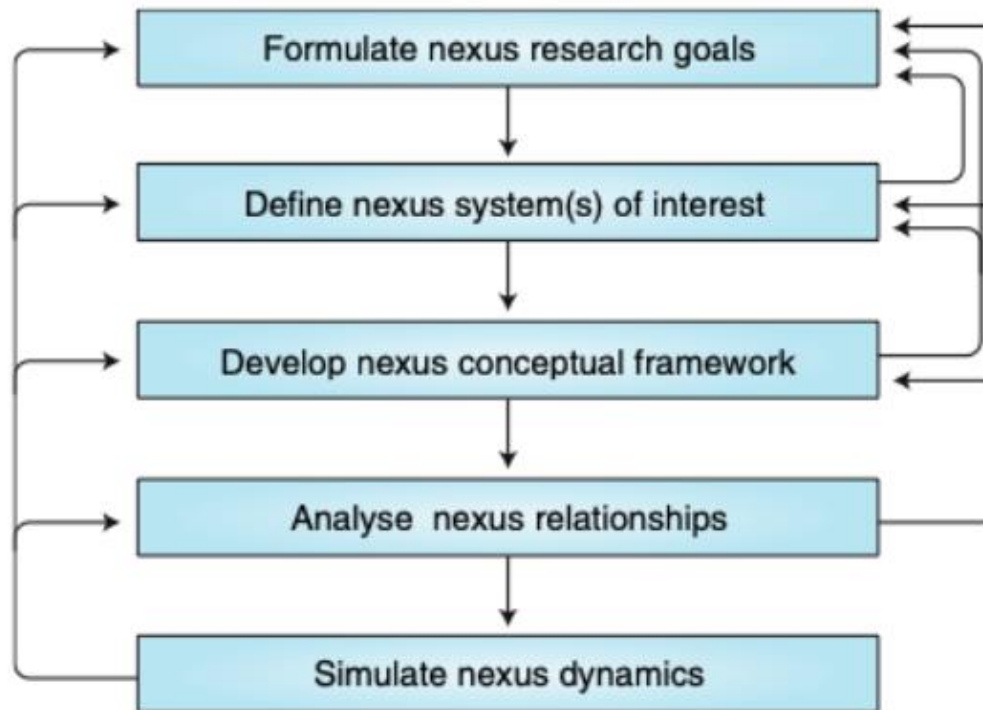 Formulate nexus research goals
Define nexus system(s) of interest
Develop nexus conceptual framework
Analyse nexus relationships
Simulate nexus dynamics